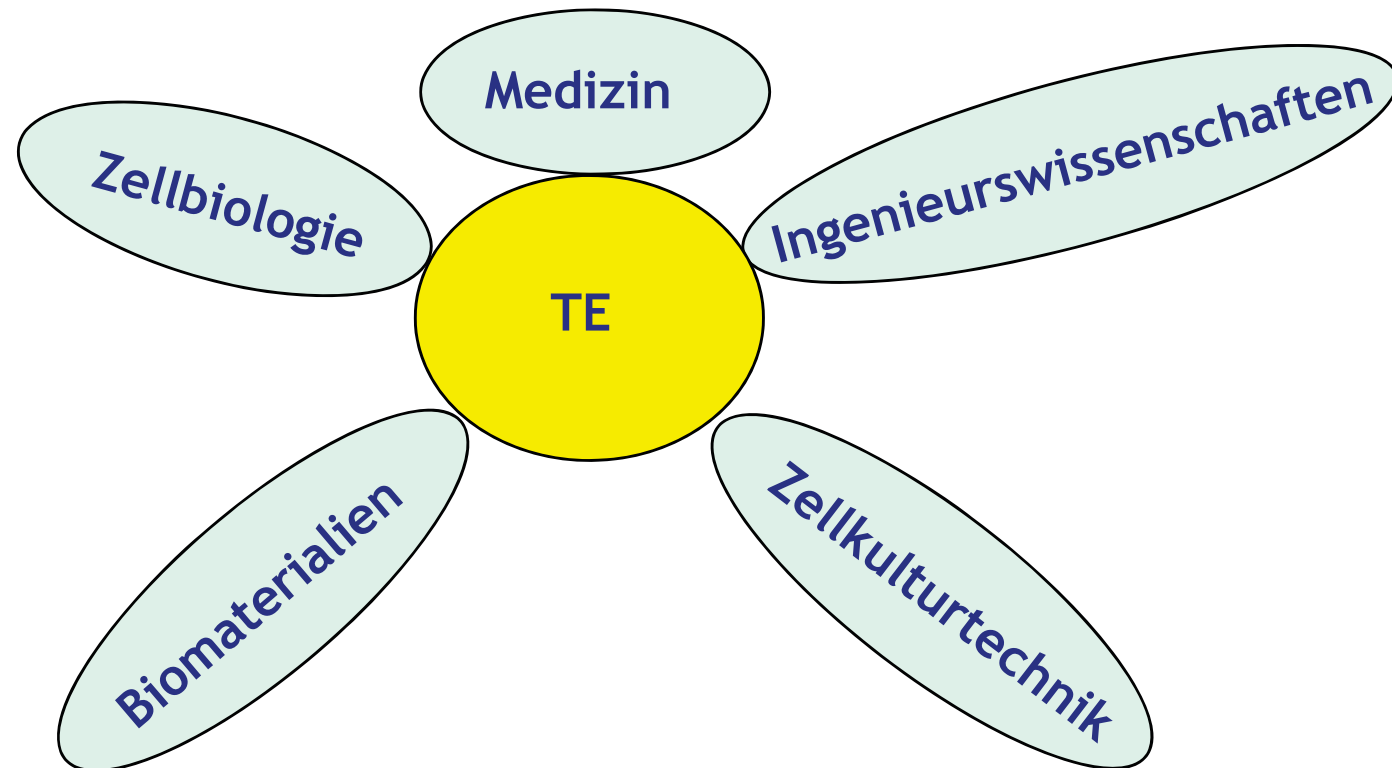 Medizin
Zellbiologie
Ingenieurswissenschaften
TE
Biomaterialien
Zellkulturtechnik